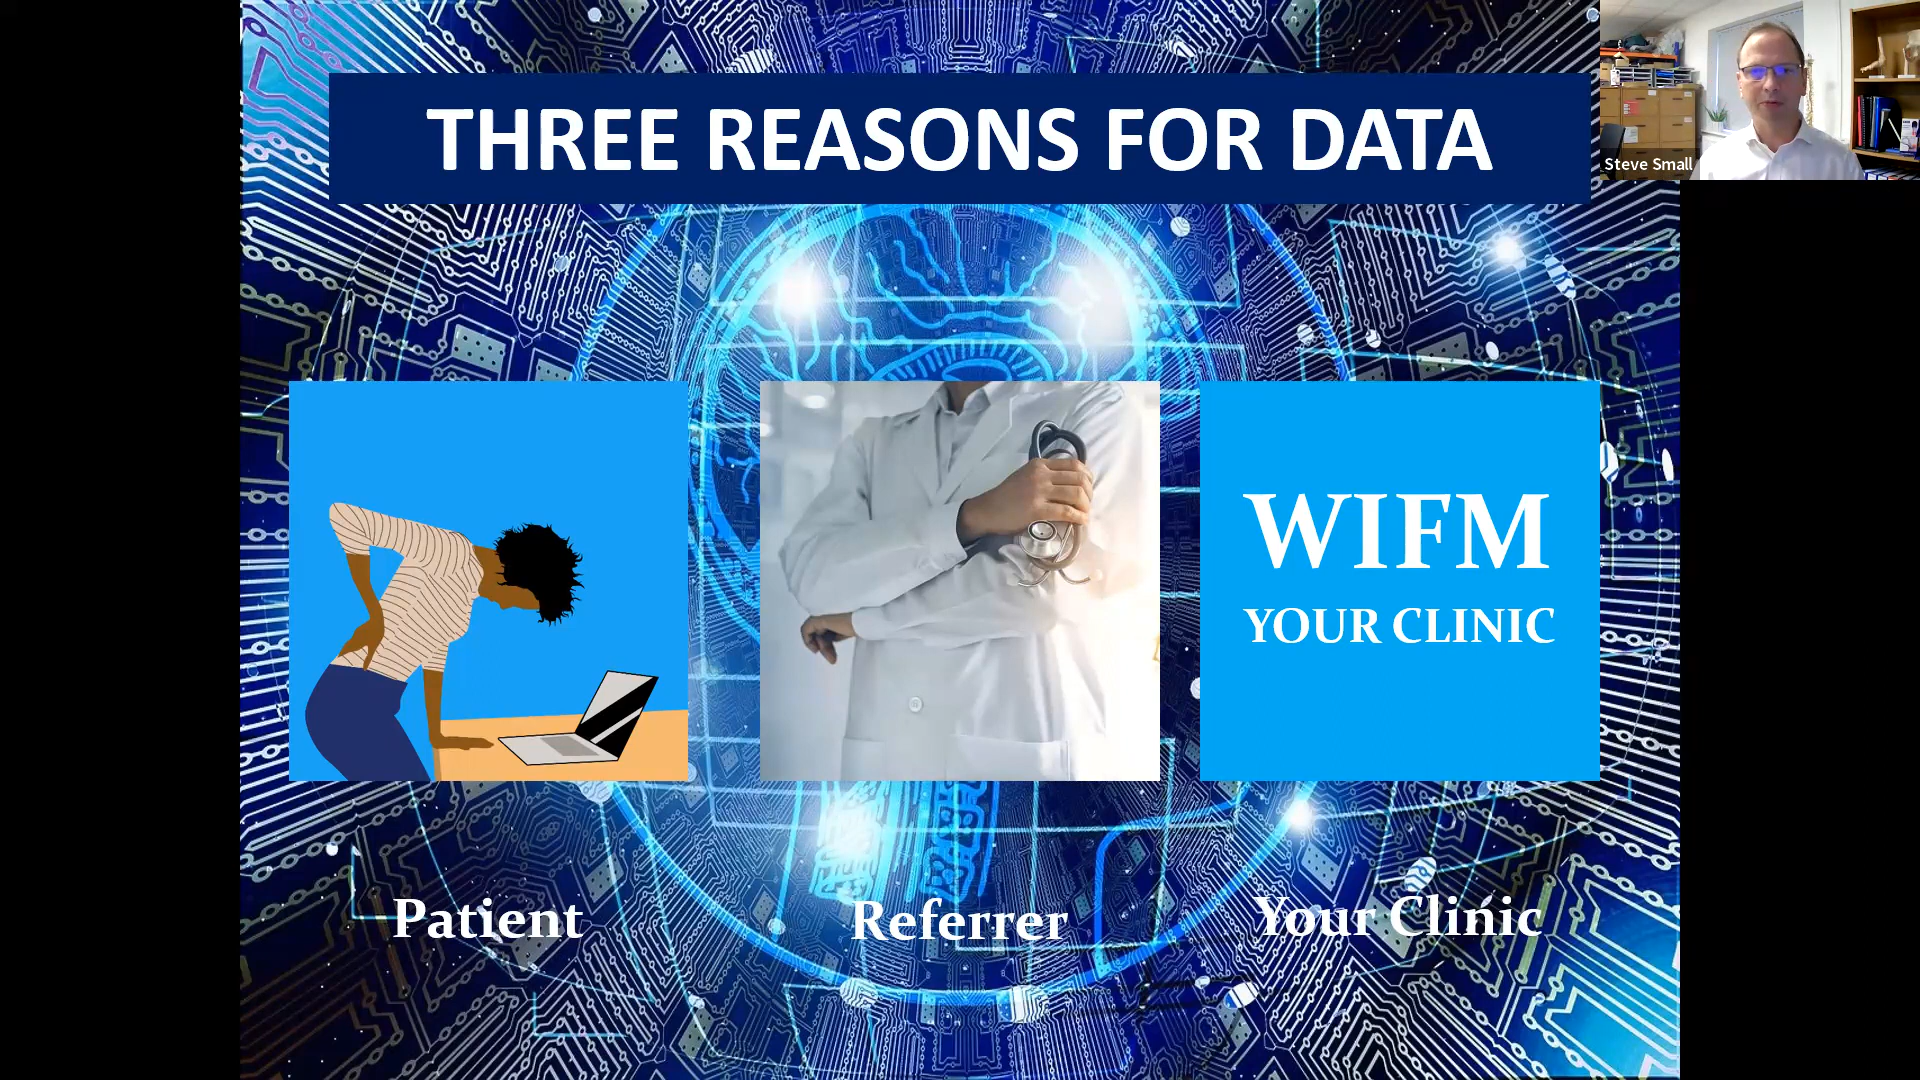 THREE REASONS FOR DATA
Steve Small
WIFM
YOUR CLINIC
Patient
Referrer
Your Clinic